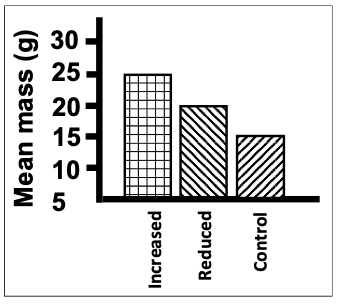 Mean mass (g)
30
25
20
15
10
5
Increased
Reduced
Control